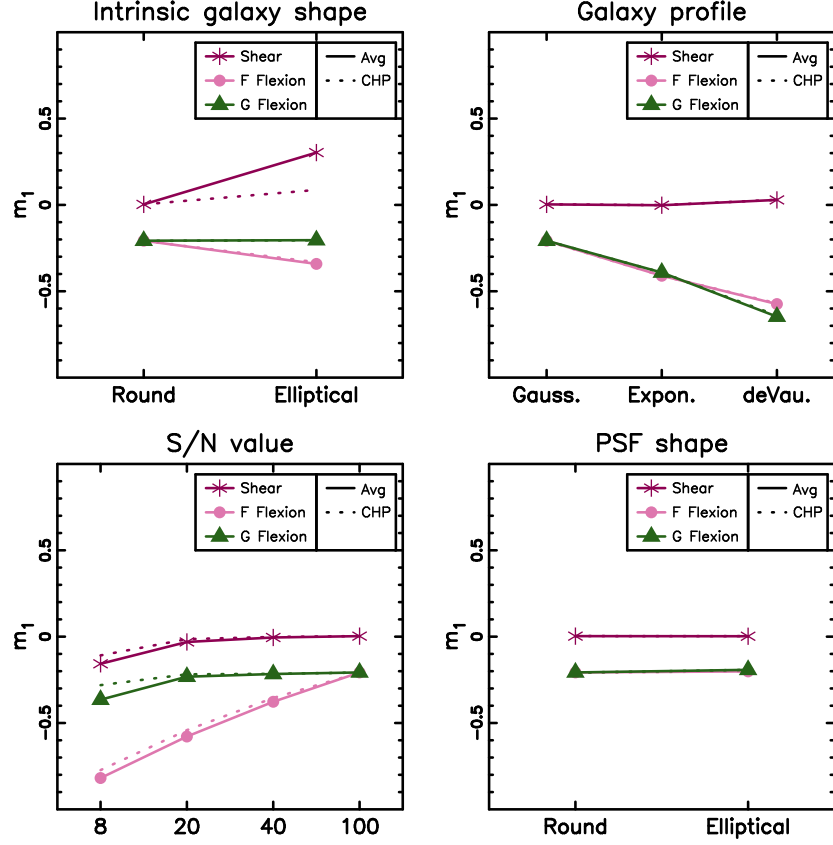 Intrinsic galaxy shape
Shear
F Flexion
G Flexion
Avg
CHP
0.5
0
−0.5
m1
Round Elliptical
Galaxy profile
Shear
F Flexion
G Flexion
Avg
CHP
0.5
0
−0.5
m1
Gauss. Expon. deVau.
S/N value
Shear
F Flexion
G Flexion
Avg
CHP
0.5
0
−0.5
m1
8 20 40 100
PSF shape
Shear
F Flexion
G Flexion
Avg
CHP
0.5
0
−0.5
m1
Round Elliptical